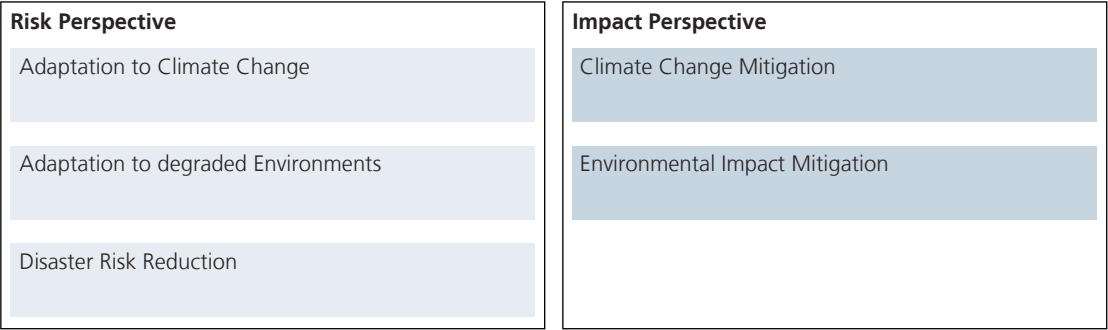 Risk Perspective
Adaptation to Climate Change
Adaptation to degraded Environments
Disaster Risk Reduction
Impact Perspective
Climate Change Mitigation
Environmental Impact Mitigation